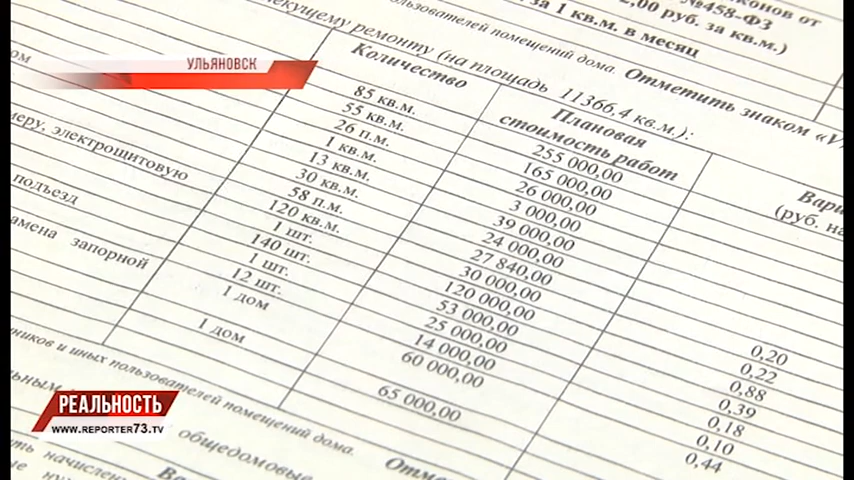 №458-ФЗ
за 1 кв.м. в месяц
2,00 руб. за кв.м.)
пользователей помещений дома. Отметить знаком «V»
текущему ремонту (на площадь 11366,4 кв.м.):
УЛЬЯНОВСК
Количество
Плановая
стоимость работ
(руб. на
85 кв.м. 255 000,00
55 кв.м. 165 000,00
26 п.м. 26 000,00
1 кв.м. 3 000,00
13 кв.м. 39 000,00
30 кв.м. 24 000,00
электрощитовую 58 п.м. 27 840,00
120 кв.м. 30 000,00
подъезд 1 шт. 120 000,00 0,20
140 шт. 53 000,00 0,22
1 шт. 25 000,00 0,88
12 шт. 14 000,00 0,39
запорной 1 дом 60 000,00 0,18
0,10
1 дом 65 000,00 0,44
и иных пользователей помещений дома.
общедомовые
РЕАЛЬНОСТЬ
WWW.REPORTER73.TV